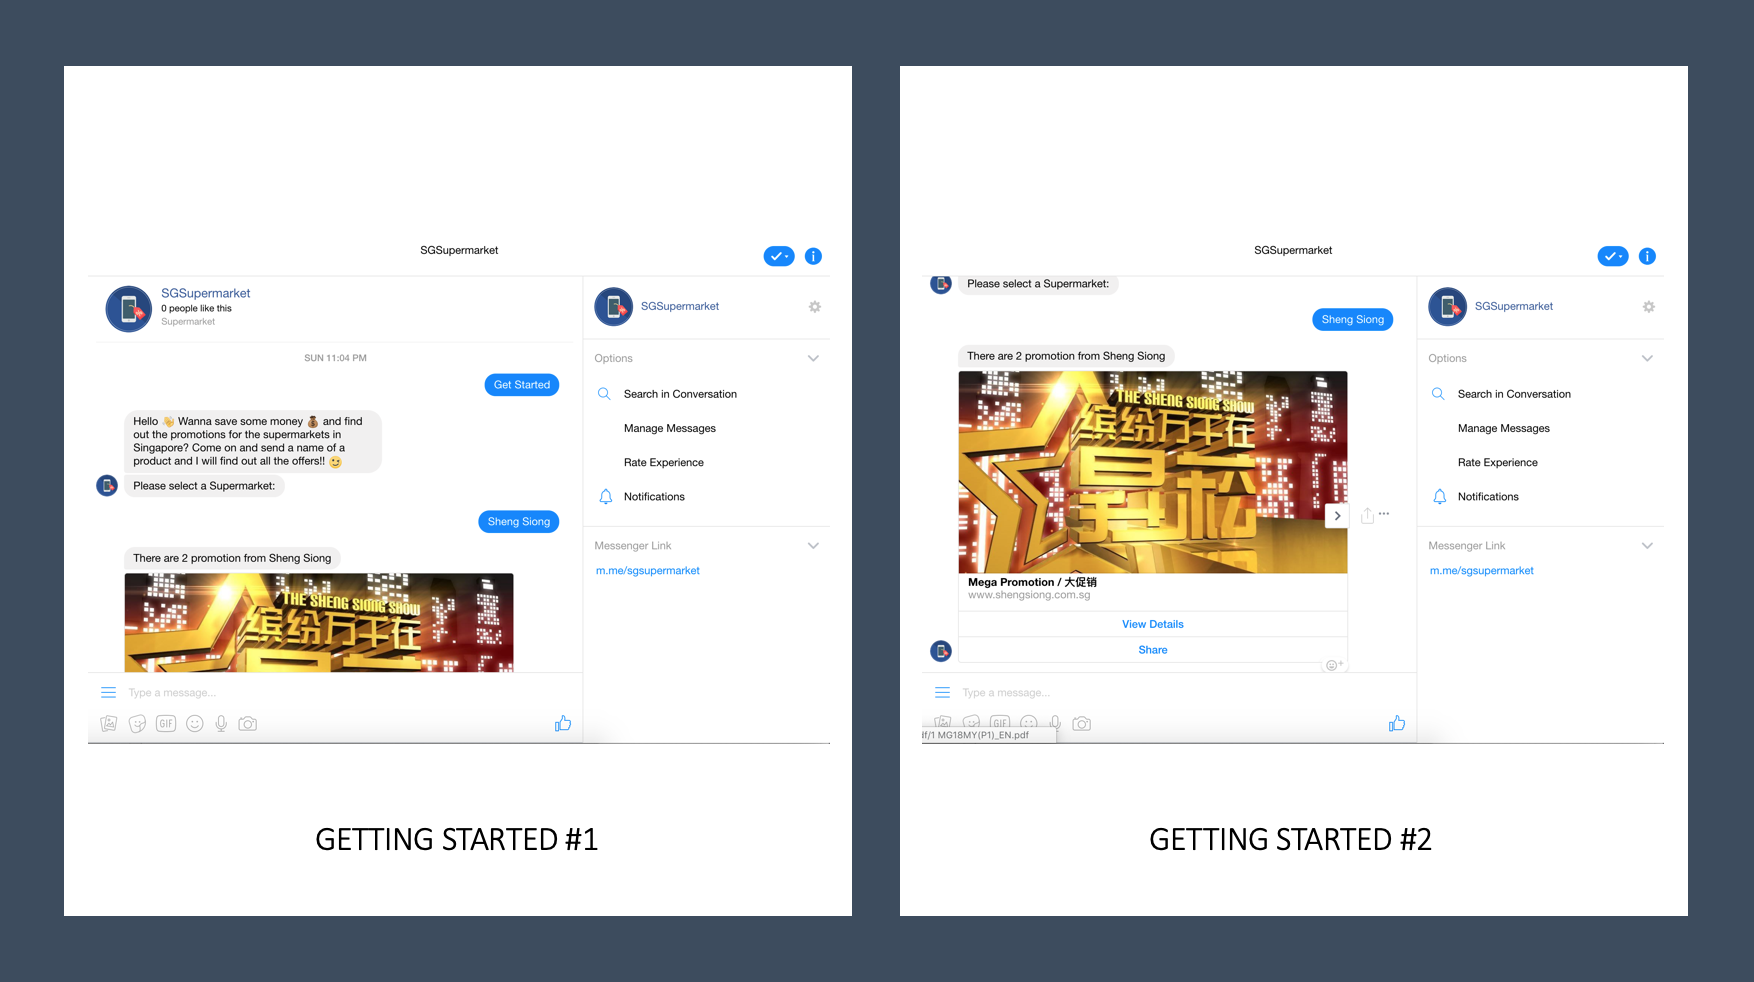 SGSupermarket
SGSupermarket
0 people like this
Supermarket
SUN 11:04 PM
Get Started
Hello 👋 Wanna save some money 💰 and find
out the promotions for the supermarkets in
Singapore? Come on and send a name of a
product and I will find out all the offers!! 😉
Please select a Supermarket:
Sheng Siong
There are 2 promotion from Sheng Siong
THE SHENG SIONG SHOW
缤纷万千在
Type a message...
GIF
SGSupermarket
Options
Search in Conversation
Manage Messages
Rate Experience
Notifications
Messenger Link
m.me/sgsupermarket
GETTING STARTED #1
SGSupermarket
Please select a Supermarket:
Sheng Siong
There are 2 promotion from Sheng Siong
THE SHENG SIONG SHOW
缤纷万千在
昇菘
Mega Promotion / 大促销
www.shengsiong.com.sg
View Details
Share
Type a message...
GIF
if/1 MG18MY(P1)_EN.pdf
SGSupermarket
Options
Search in Conversation
Manage Messages
Rate Experience
Notifications
Messenger Link
m.me/sgsupermarket
GETTING STARTED #2